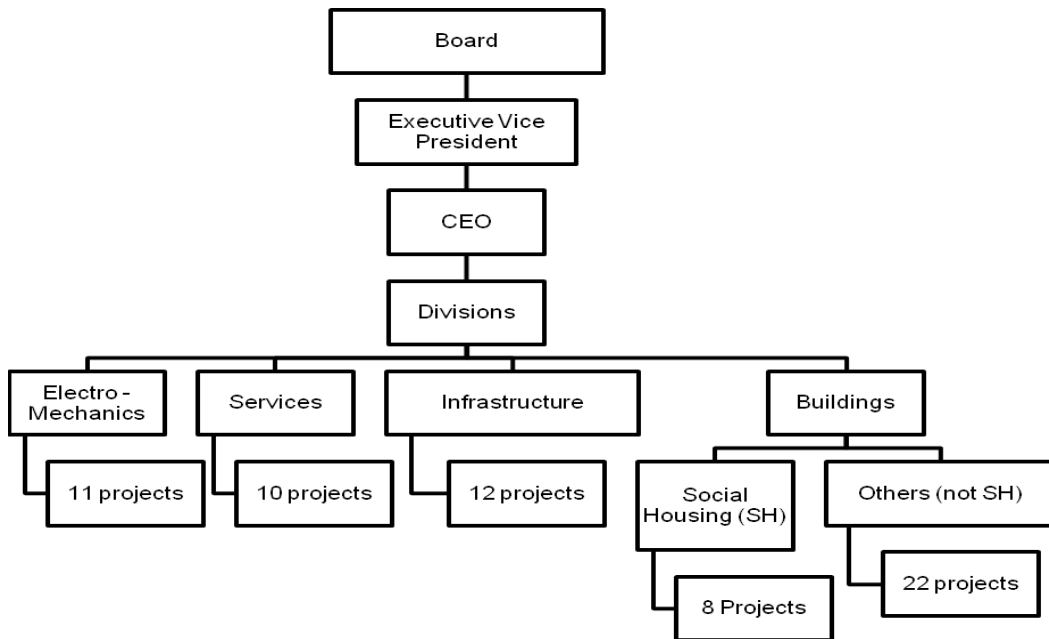 Board
Executive Vice
President
CEO
Divisions
Electro -
Mechanics
Services
Infrastructure
Buildings
11 projects
10 projects
12 projects
Social
Housing (SH)
Others (not SH)
8 Projects
22 projects